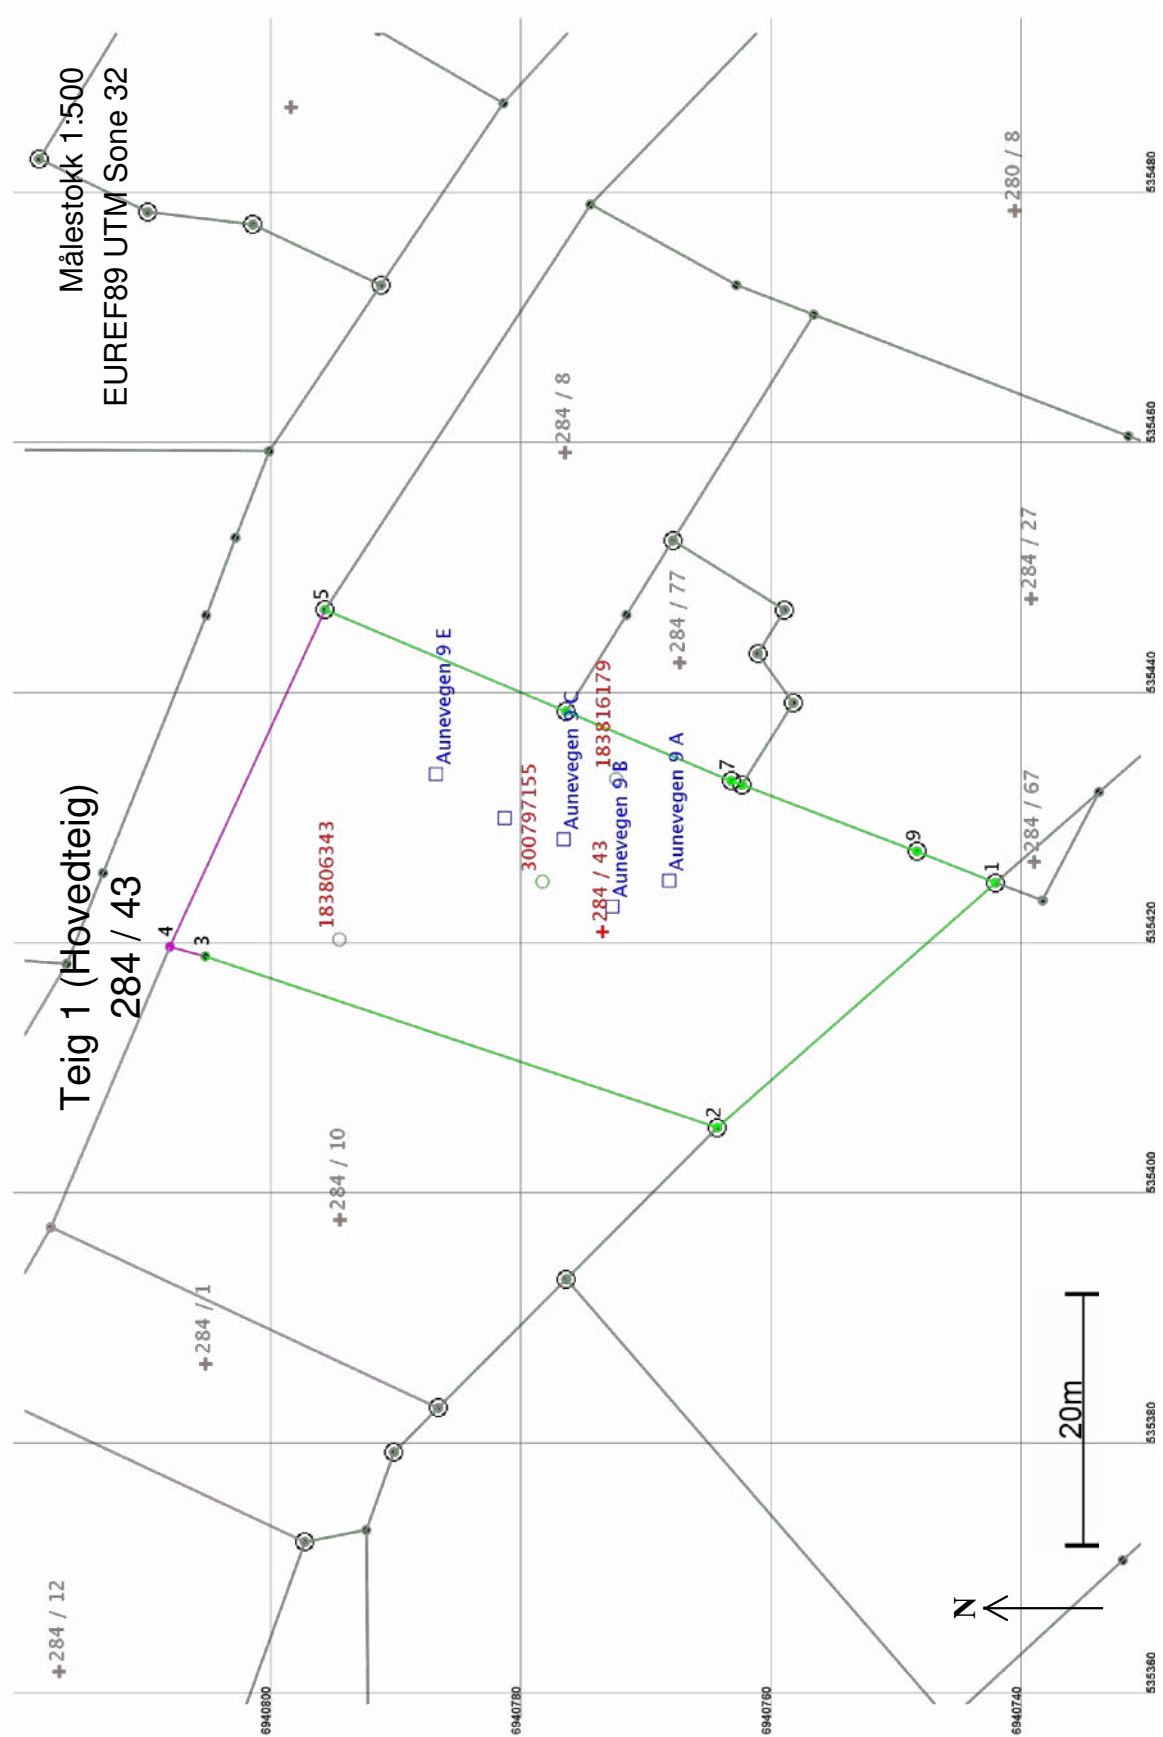 Teig 1 (Hovedteig)
284 / 43
Målestokk 1:500
EUREF89 UTM Sone 32
284 / 12
284 / 1
284 / 10
4
3
183806343
5
Aunevegen 9 E
300797155
284 / 8
Aunevegen 9 C
183816179
284 / 43
Aunevegen 9 B
284 / 77
Aunevegen 9 A
7
2
9
1
284 / 67
284 / 27
280 / 8
N
20m
6940800
6940780
6940760
6940740
535360
535380
535400
535420
535440
535460
535480